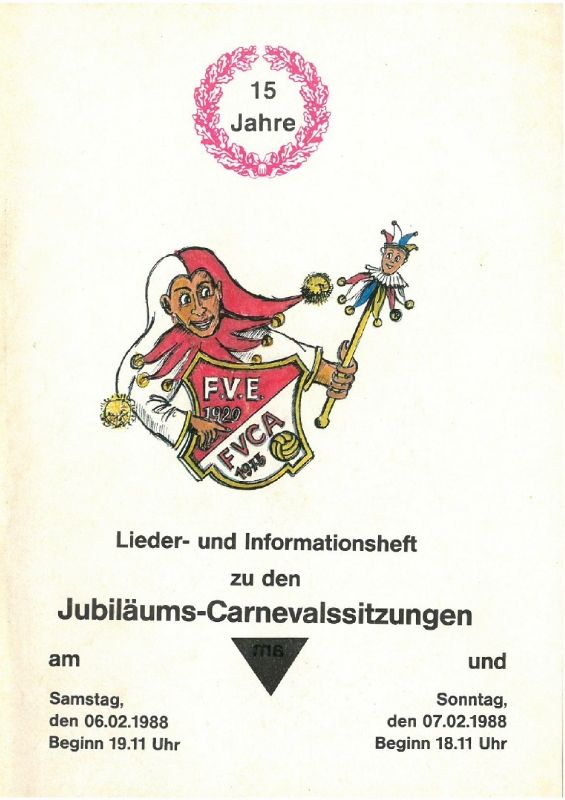 15
Jahre
F.V.E.
1920
FVCA
1973
Lieder- und Informationsheft
zu den
Jubiläums-Carnevalssitzungen
am
und
Samstag,
den 06.02.1988
Beginn 19.11 Uhr
Sonntag,
den 07.02.1988
Beginn 18.11 Uhr